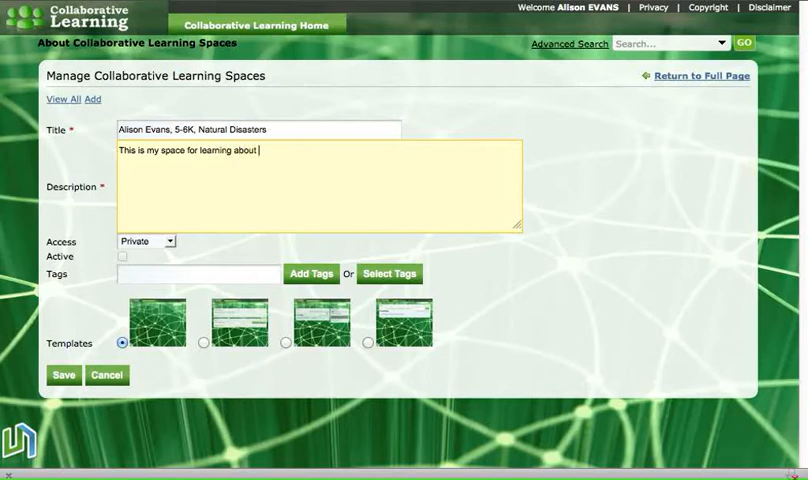 Collaborative Learning
Collaborative Learning Home
Welcome Alison EVANS | Privacy | Copyright | Disclaimer
About Collaborative Learning Spaces
Advanced Search Search... GO
Manage Collaborative Learning Spaces
Return to Full Page
View All Add
Title * Alison Evans, 5-6K, Natural Disasters
This is my space for learning about
Description *
Access Private
Active
Tags Add Tags Or Select Tags
Templates
Save Cancel